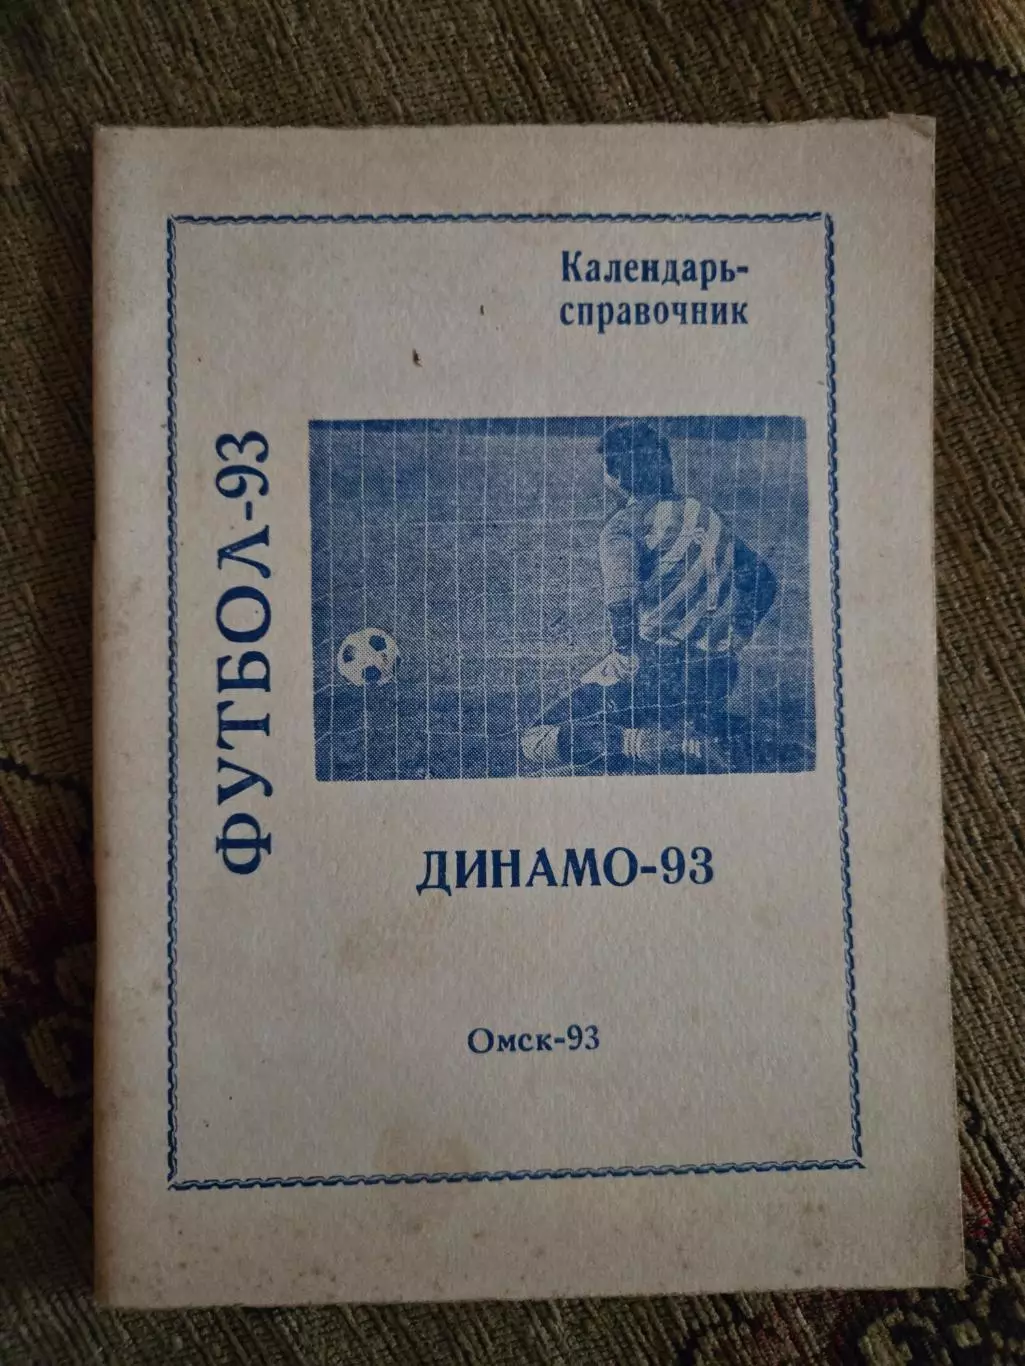 Календарь-
справочник
ФУТБОЛ-93
ДИНАМО-93
Омск-93